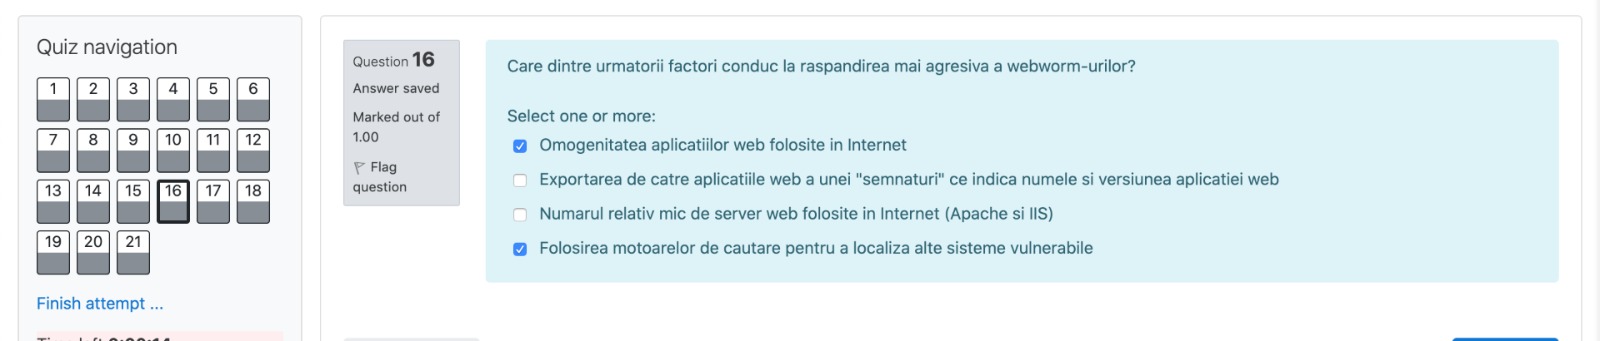 Quiz navigation
1 2 3 4 5 6
7 8 9 10 11 12
13 14 15 16 17 18
19 20 21
Finish attempt ...
Question 16
Answer saved
Marked out of
1.00
Flag
question
Care dintre urmatorii factori conduc la raspandirea mai agresiva a webworm-urilor?
Select one or more:
Omogenitatea aplicatiilor web folosite in Internet
Exportarea de catre aplicatiile web a unei "semnaturi" ce indica numele si versiunea aplicatiei web
Numarul relativ mic de server web folosite in Internet (Apache si IIS)
Folosirea motoarelor de cautare pentru a localiza alte sisteme vulnerabile